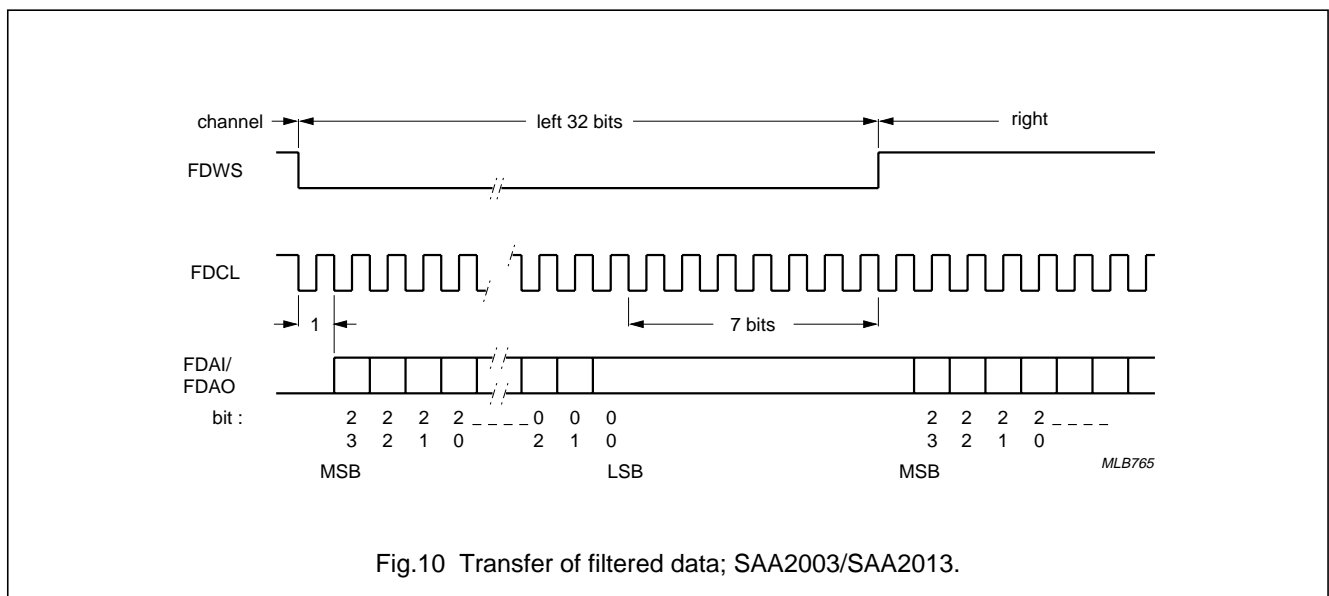 channel left 32 bits right
FDWS
FDCL
1 7 bits
FDAI/
FDAO
bit : 2 2 2 2 _ _ _ _ 0 0 0 2 2 2 2 _ _ _ _
3 2 1 0 2 1 0 3 2 1 0
MSB LSB MSB MLB765
Fig.10 Transfer of filtered data; SAA2003/SAA2013.